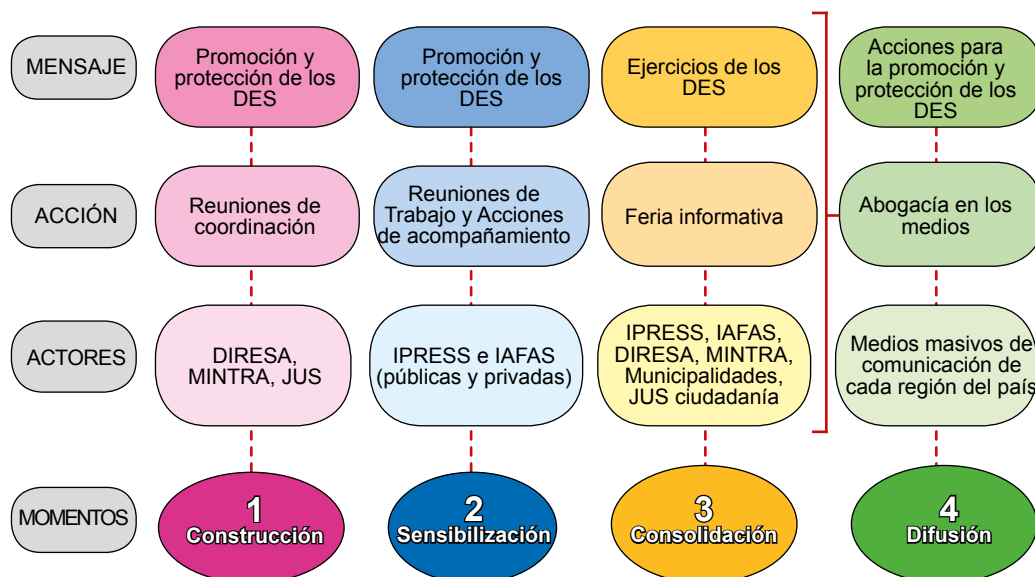 MENSAJE
Promoción y
protección de los
DES
Promoción y
protección de los
DES
Ejercicios de los
DES
Acciones para
la promoción y
protección de los
DES
ACCIÓN
Reuniones de
coordinación
Reuniones de
Trabajo y Acciones
de acompañamiento
Feria informativa
Abogacía en los
medios
ACTORES
DIRESA,
MINTRA, JUS
IPRESS e IAFAS
(públicas y privadas)
IPRESS, IAFAS,
DIRESA, MINTRA,
Municipalidades,
JUS ciudadanía
Medios masivos de
comunicación de
cada región del país
MOMENTOS
1
Construcción
2
Sensibilización
3
Consolidación
4
Difusión